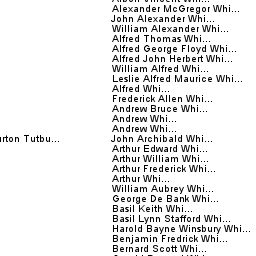 Alexander McGregor Whi...
John Alexander Whi...
William Alexander Whi...
Alfred Thomas Whi...
Alfred George Floyd Whi...
Alfred John Herbert Whi...
William Alfred Whi...
Leslie Alfred Maurice Whi...
Alfred Whi...
Frederick Allen Whi...
Andrew Bruce Whi...
Andrew Whi...
Andrew Whi...
urton Tutbu... John Archibald Whi...
Arthur Edward Whi...
Arthur William Whi...
Arthur Frederick Whi...
Arthur Whi...
William Aubrey Whi...
George De Bank Whi...
Basil Keith Whi...
Basil Lynn Stafford Whi...
Harold Bayne Winsbury Whi...
Benjamin Fredrick Whi...
Bernard Scott Whi...